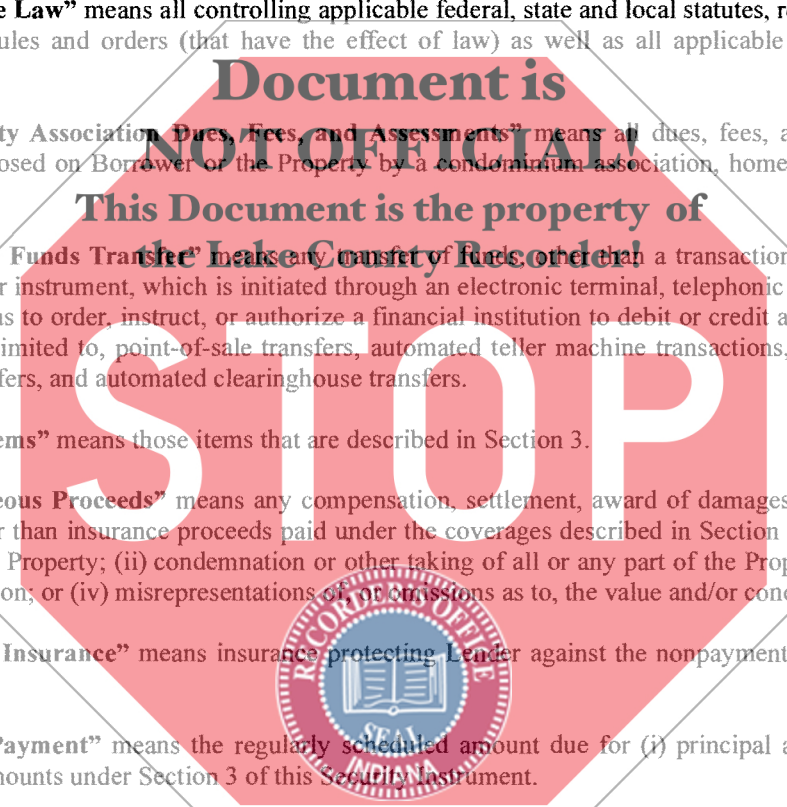 e Law” means all controlling applicable federal, state and local statutes, r
ules and orders (that have the effect of law) as well as all applicable
Document is
ty Association Dues, Fees, and Assessments” means all dues, fees, a
NOT OFFICIAL!
osed on Borrower or the Property by a condominium association, home
This Document is the property of
the Lake County Recorder!
Funds Transfer” means any transfer of funds, other than a transaction
r instrument, which is initiated through an electronic terminal, telephonic
as to order, instruct, or authorize a financial institution to debit or credit a
imited to, point-of-sale transfers, automated teller machine transactions,
fers, and automated clearinghouse transfers.
STOP
ems” means those items that are described in Section 3.
eous Proceeds” means any compensation, settlement, award of damages
r than insurance proceeds paid under the coverages described in Section
Property; (ii) condemnation or other taking of all or any part of the Prop
on; or (iv) misrepresentations of, or omissions as to, the value and/or cond
RECORDER'S OFFICE
Insurance” means insurance protecting Lender against the nonpayment
SEAL
INDIANA
Payment” means the regularly scheduled amount due for (i) principal a
mounts under Section 3 of this Security Instrument.